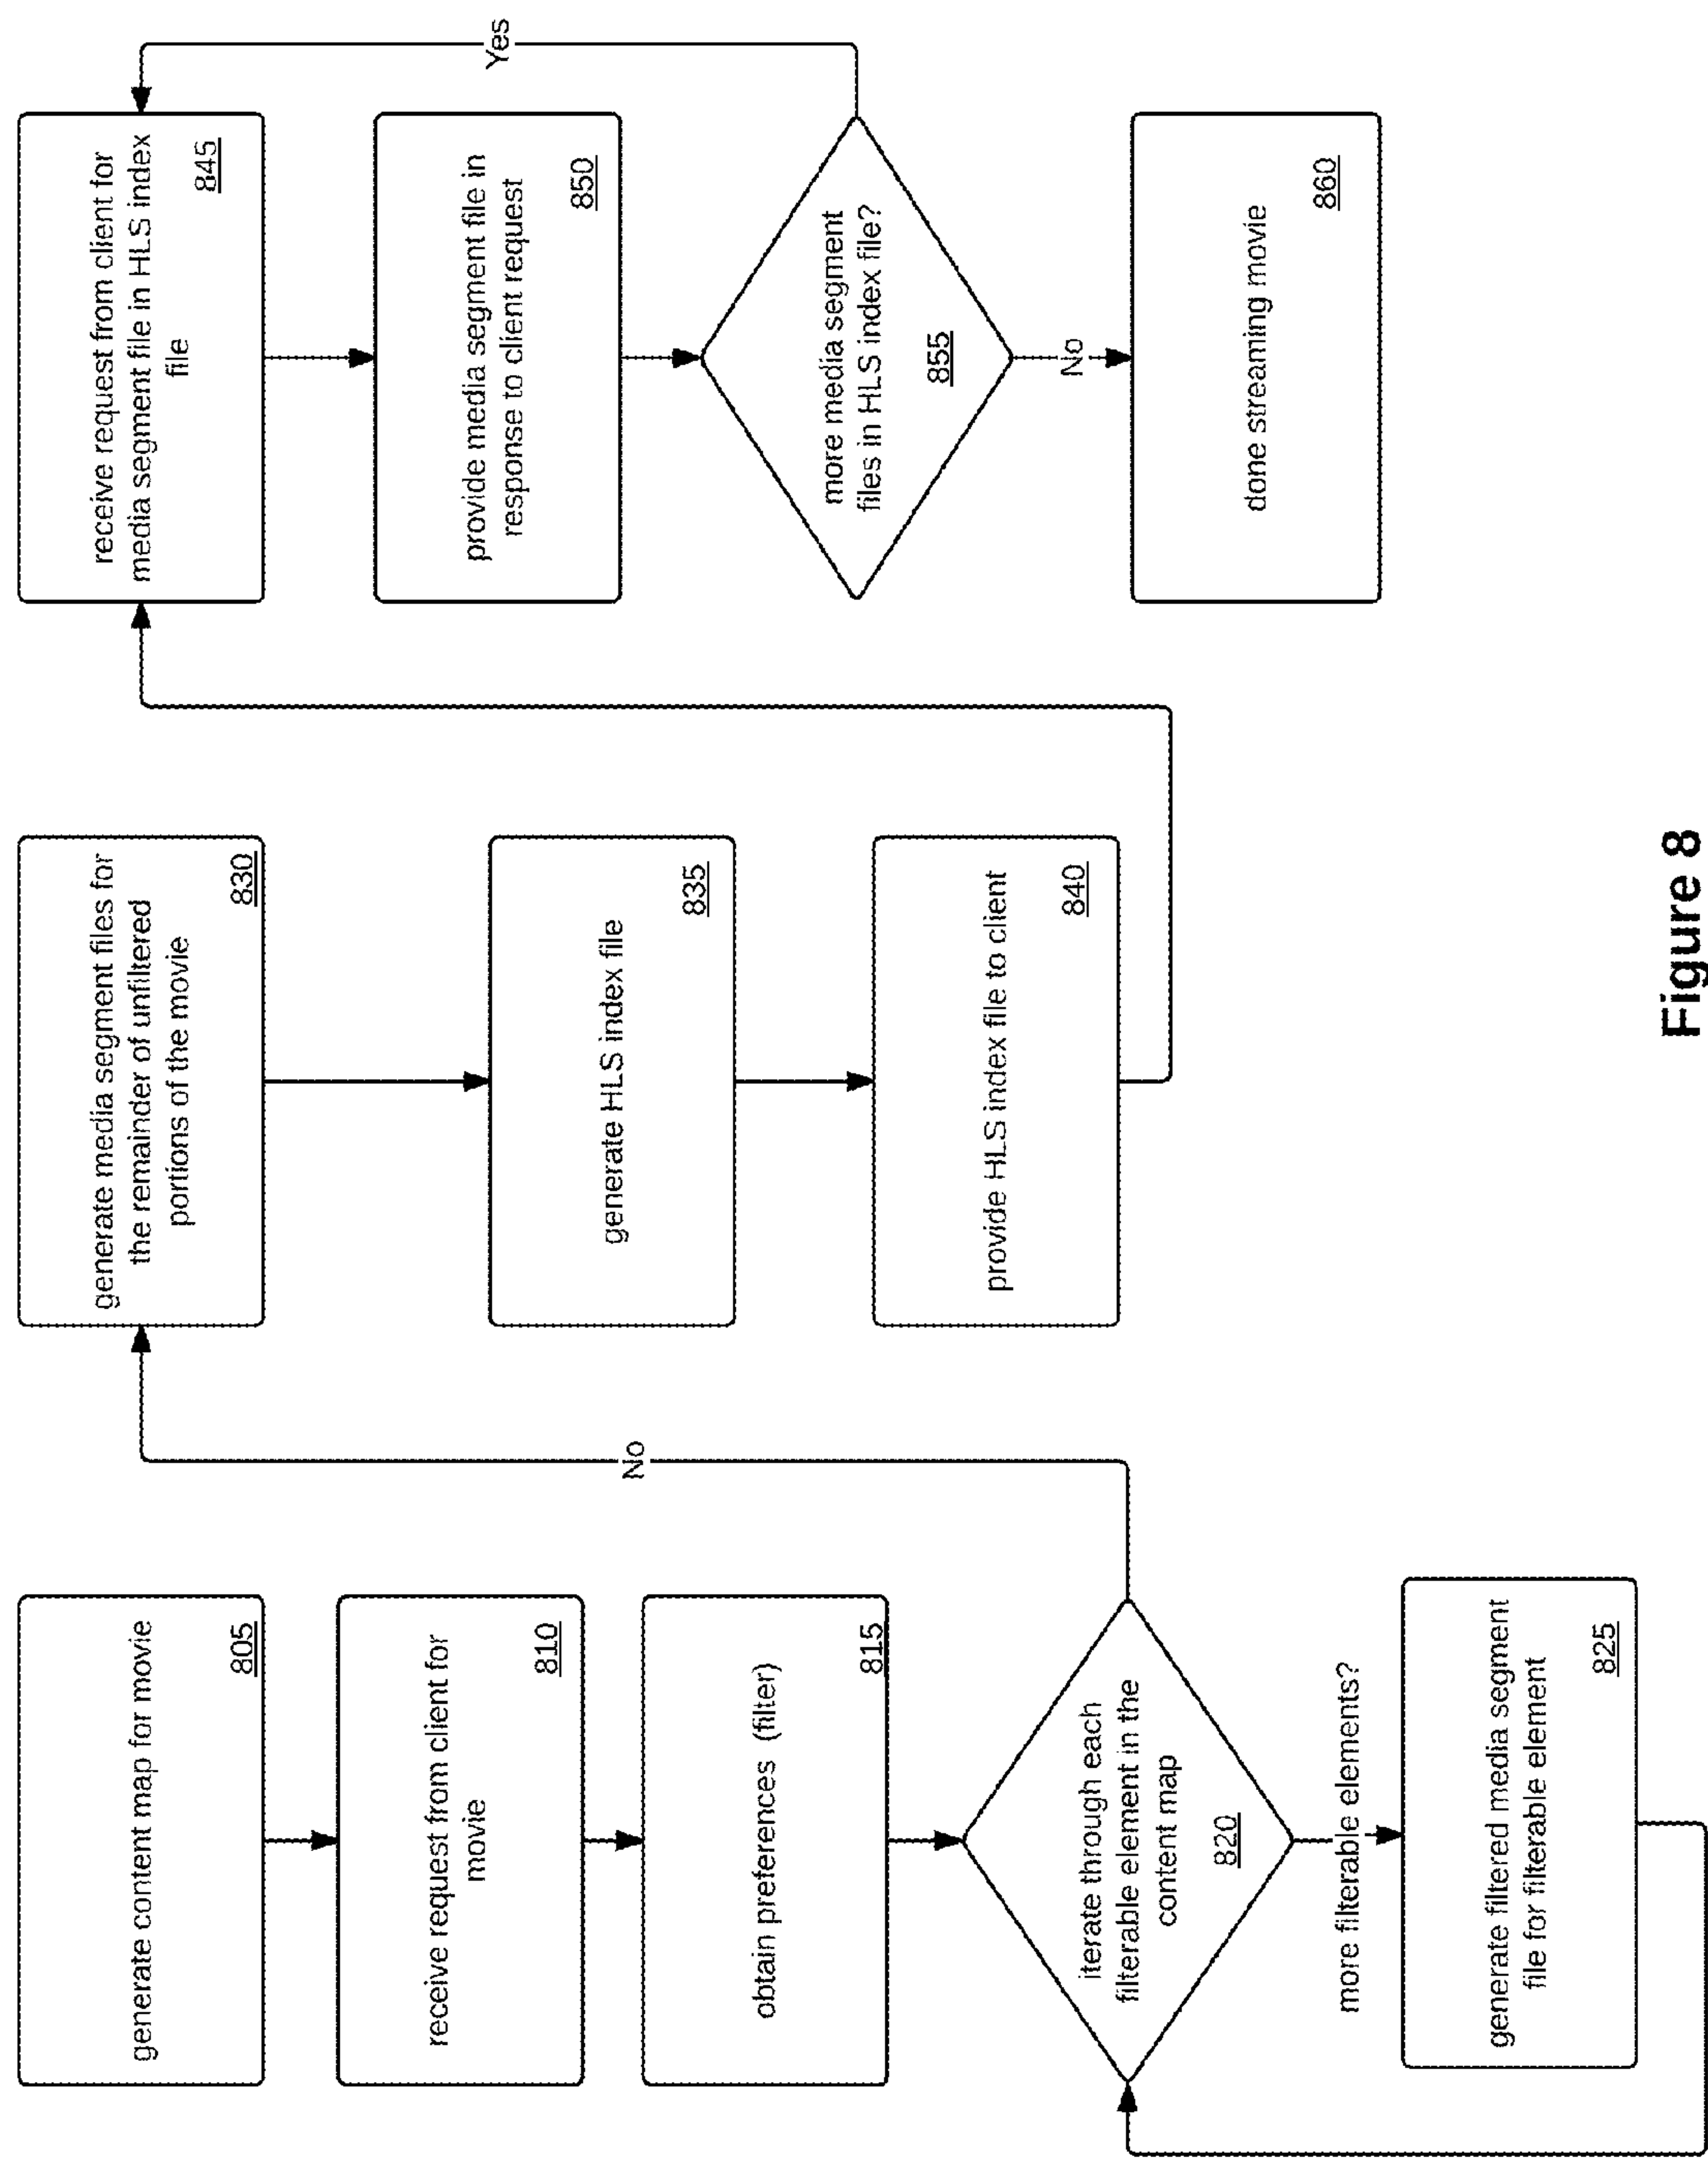 generate content map for movie
805
receive request from client for
movie
810
obtain preferences (filter)
815
iterate through each
filterable element in the
content map
820
more filterable elements?
generate filtered media segment
file for filterable element
825
No
generate media segment files for
the remainder of unfiltered
portions of the movie
830
generate HLS index file
835
provide HLS index file to client
840
receive request from client for
media segment file in HLS index
file
845
provide media segment file in
response to client request
850
more media segment
files in HLS index file?
855
Yes
No
done streaming movie
860
Figure 8